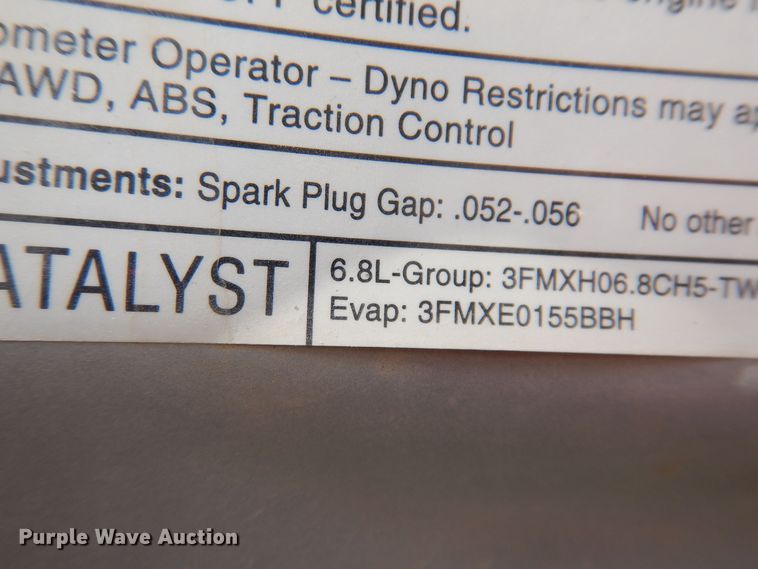 certified.
ometer Operator – Dyno Restrictions may ap
AWD, ABS, Traction Control
ustments: Spark Plug Gap: .052-.056 No other
ATALYST
6.8L-Group: 3FMXH06.8CH5-TW
Evap: 3FMXE0155BBH
Purple Wave Auction